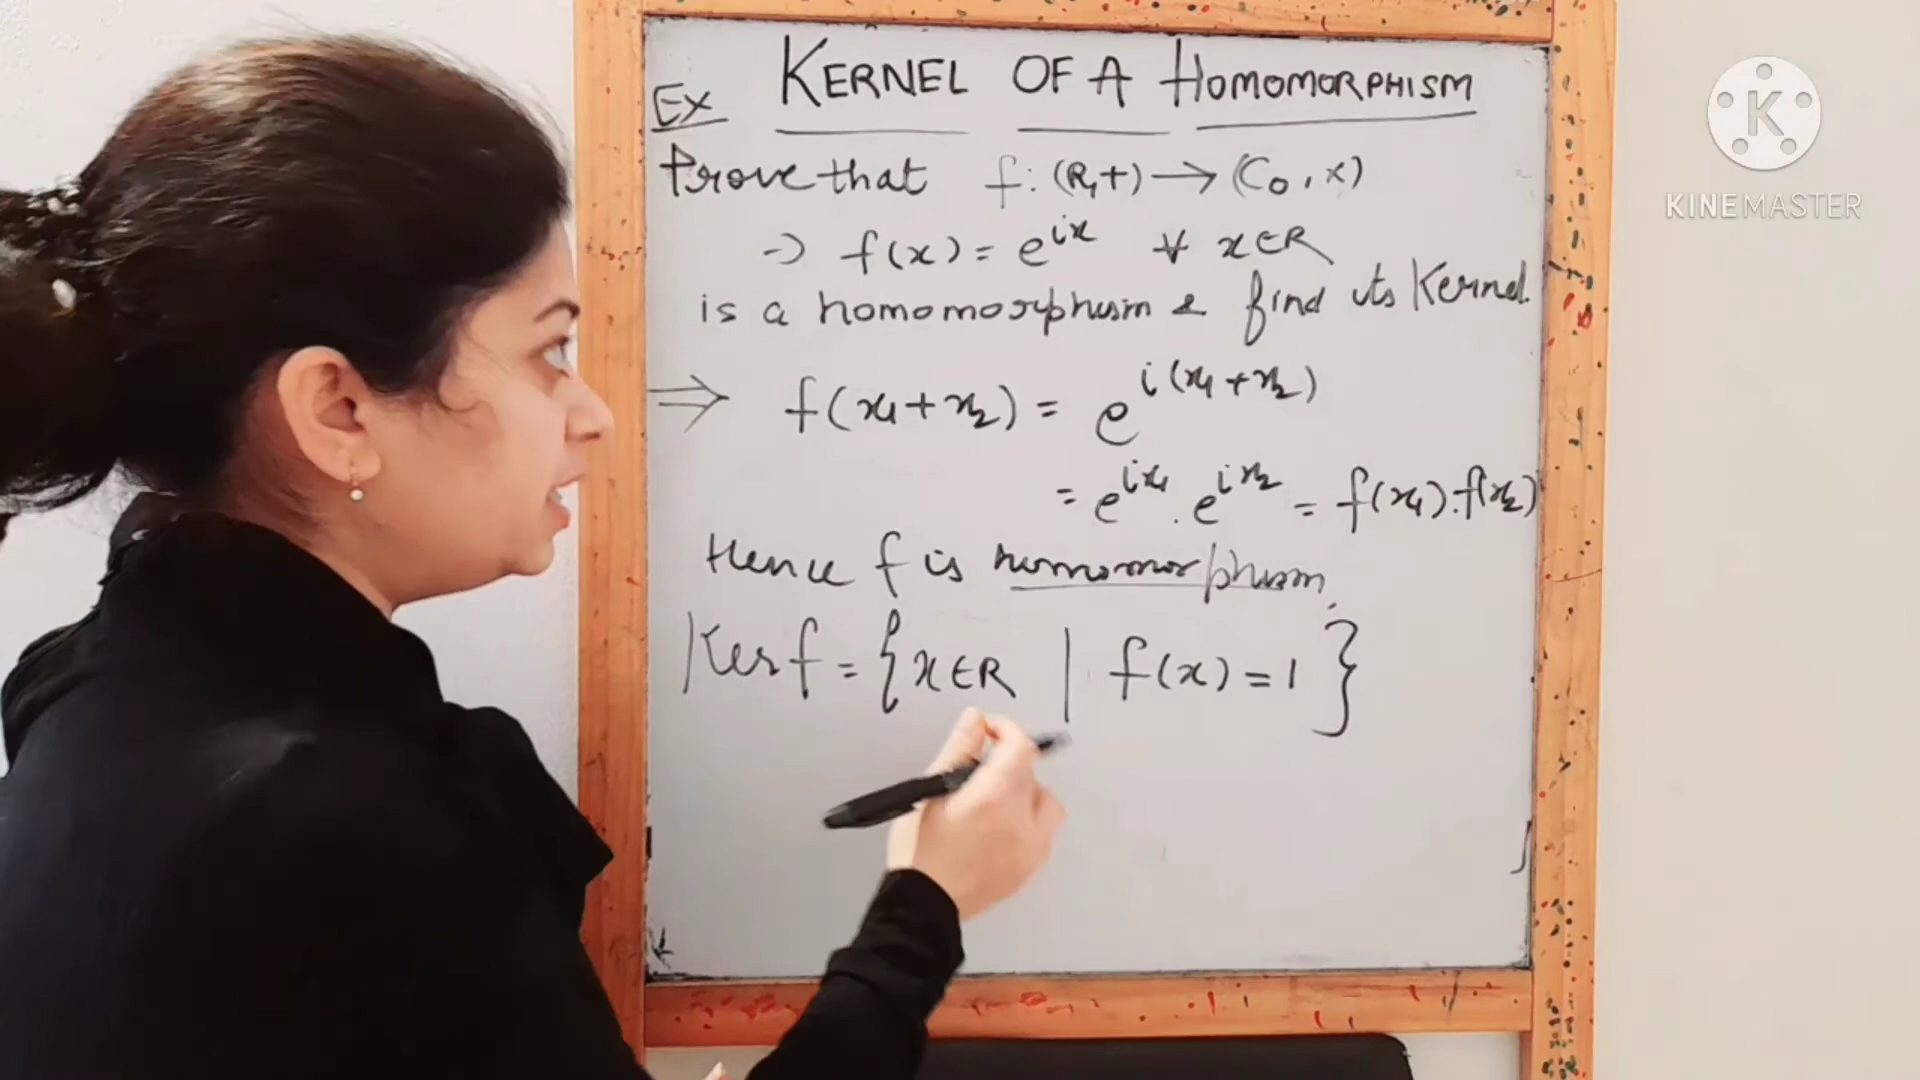 KERNEL OF A HOMOMORPHISM
Ex
Prove that f: (R,+) → (C₀, ×)
→ f(x) = e^{ix} ∀ x∈R
is a homomorphism & find its Kernel.
⇒ f(x₁+x₂) = e^{i(x₁+x₂)}
= e^{ix₁} . e^{ix₂} = f(x₁).f(x₂)
Hence f is homomorphism.
Ker f = {x∈R | f(x) = 1}
K
KINEMASTER